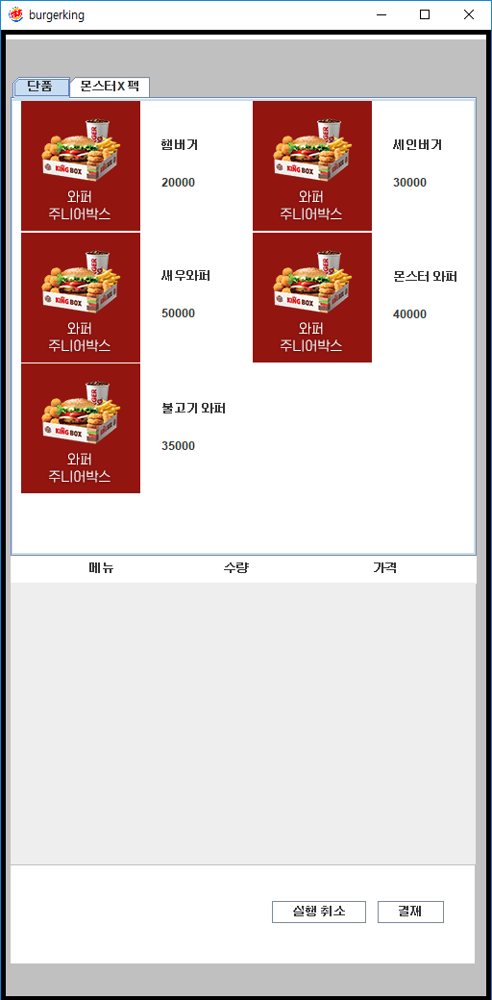 burgerking
단품 몬스터X 팩
KING BOX
와퍼
주니어박스
햄버거
20000
KING BOX
와퍼
주니어박스
세인버거
30000
KING BOX
와퍼
주니어박스
새우와퍼
50000
KING BOX
와퍼
주니어박스
몬스터 와퍼
40000
KING BOX
와퍼
주니어박스
불고기 와퍼
35000
메뉴 수량 가격
실행 취소 결제